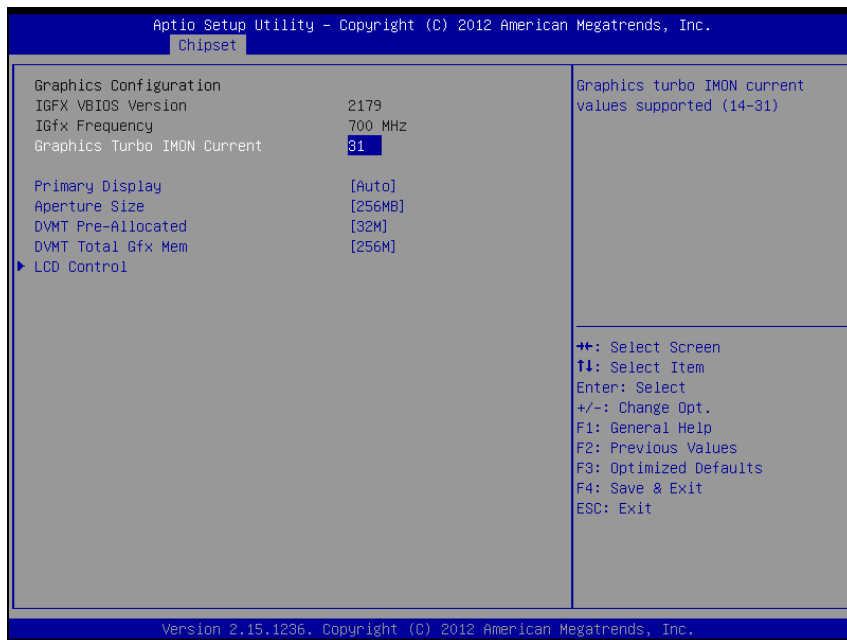 Aptio Setup Utility – Copyright (C) 2012 American Megatrends, Inc.
Chipset
Graphics Configuration
IGFX VBIOS Version 2179
IGfx Frequency 700 MHz
Graphics Turbo IMON Current 31
Primary Display [Auto]
Aperture Size [256MB]
DVMT Pre-Allocated [32M]
DVMT Total Gfx Mem [256M]
LCD Control
Graphics turbo IMON current
values supported (14-31)
→←: Select Screen
↑↓: Select Item
Enter: Select
+/-: Change Opt.
F1: General Help
F2: Previous Values
F3: Optimized Defaults
F4: Save & Exit
ESC: Exit
Version 2.15.1236. Copyright (C) 2012 American Megatrends, Inc.